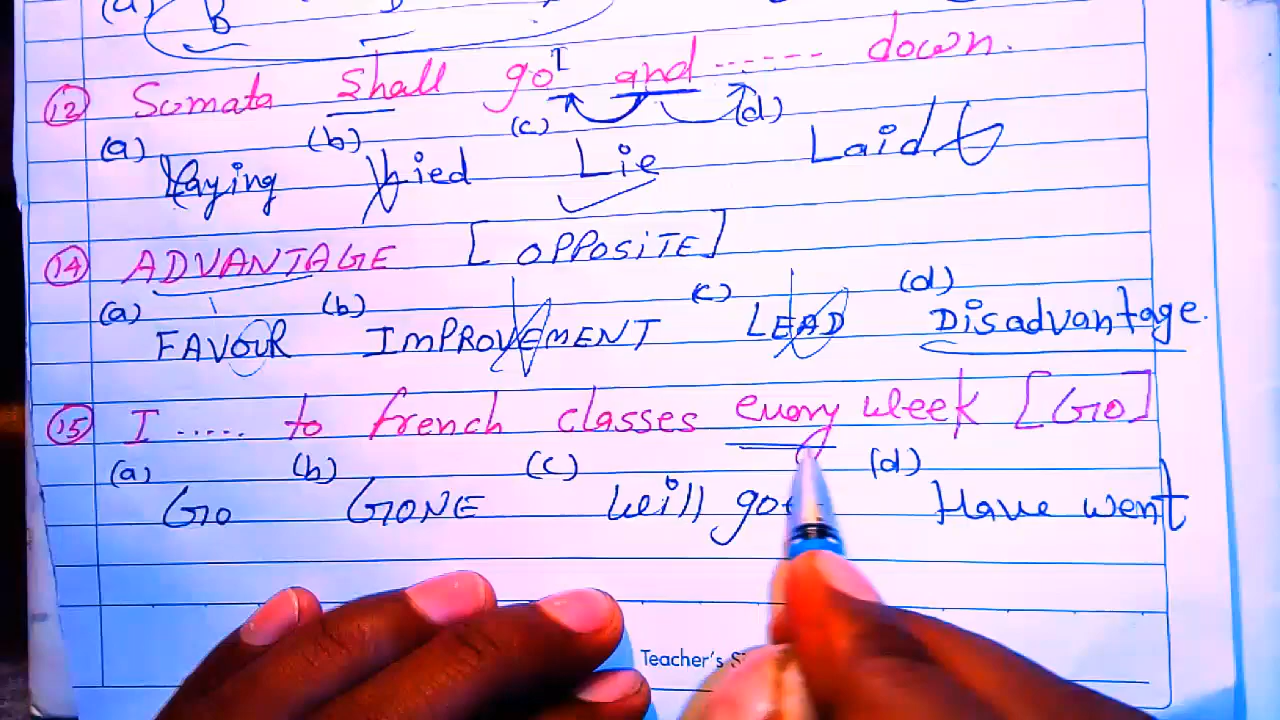 (a) B
(12) Sumata shall go I and ...... down.
(a) Laying (b) Lied (c) Lie (d) Laid
(14) ADVANTAGE [OPPOSITE]
(a) FAVOUR (b) IMPROVEMENT (c) LEAD (d) Disadvantage.
(15) I ..... to french classes every week [GO]
(a) GO (b) GONE (c) Will go (d) Have went
Teacher's